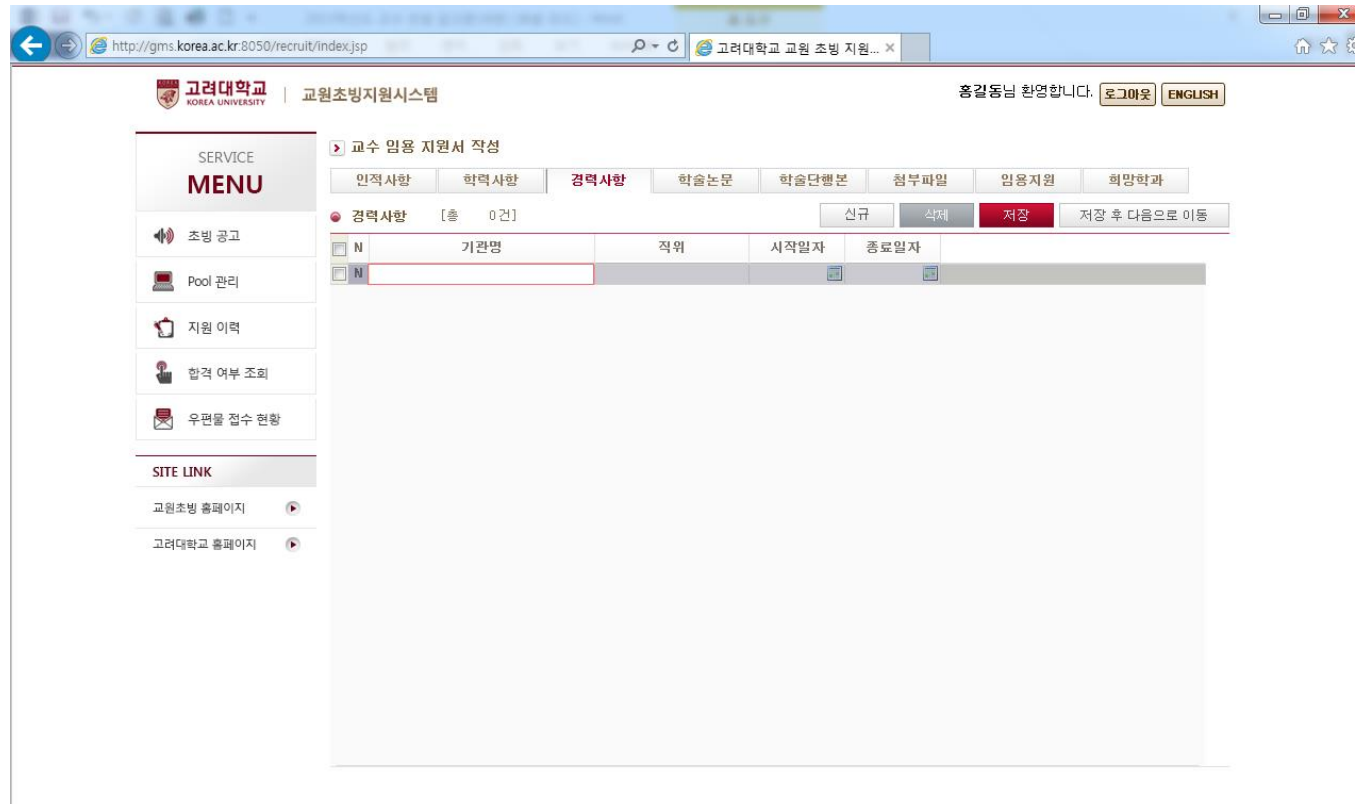 http://gms.korea.ac.kr:8050/recruit/index.jsp
고려대학교 교원 초빙 지원...
고려대학교
KOREA UNIVERSITY
교원초빙지원시스템
홍길동님 환영합니다.
로그아웃
ENGLISH
SERVICE
MENU
초빙 공고
Pool 관리
지원 이력
합격 여부 조회
우편물 접수 현황
SITE LINK
교원초빙 홈페이지
고려대학교 홈페이지
교수 임용 지원서 작성
인적사항 학력사항 경력사항 학술논문 학술단행본 첨부파일 임용지원 희망학과
경력사항 [총 0건] 신규 삭제 저장 저장 후 다음으로 이동
N 기관명 직위 시작일자 종료일자
N